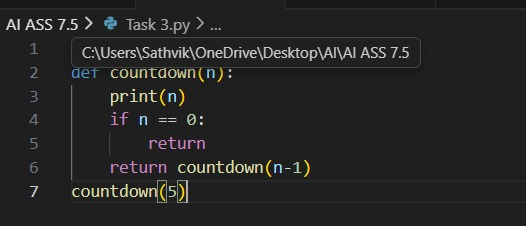 AI ASS 7.5 > Task 3.py > ...
1
C:\Users\Sathvik\OneDrive\Desktop\AI\AI ASS 7.5
2 def countdown(n):
3     print(n)
4     if n == 0:
5         return
6     return countdown(n-1)
7 countdown(5)